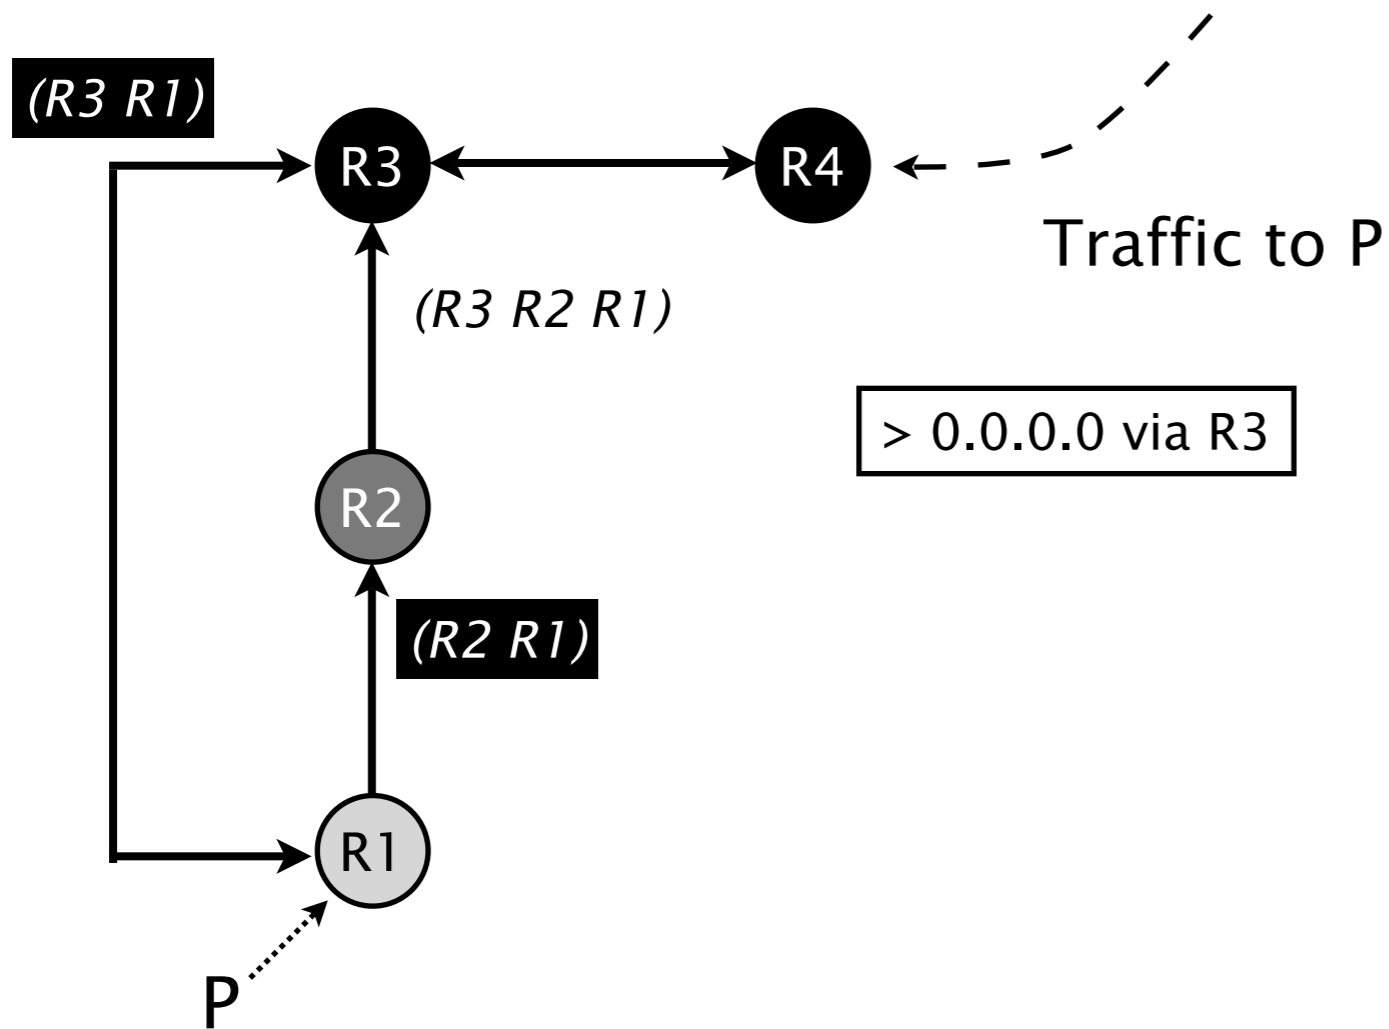 (R3 R1)
R3
R4
Traffic to P
(R3 R2 R1)
> 0.0.0.0 via R3
R2
(R2 R1)
R1
P